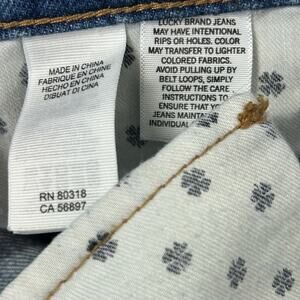 MADE IN CHINA
FABRIQUE EN CHINE
HECHO EN CHINA
DIBUAT DI CINA
RN 80318
CA 56897
LUCKY BRAND JEANS
MAY HAVE INTENTIONAL
RIPS OR HOLES. COLOR
MAY TRANSFER TO LIGHTER
COLORED FABRICS.
AVOID PULLING UP BY
BELT LOOPS, SIMPLY
FOLLOW THE CARE
INSTRUCTIONS TO
ENSURE THAT
JEANS MAINTAIN
INDIVIDUAL